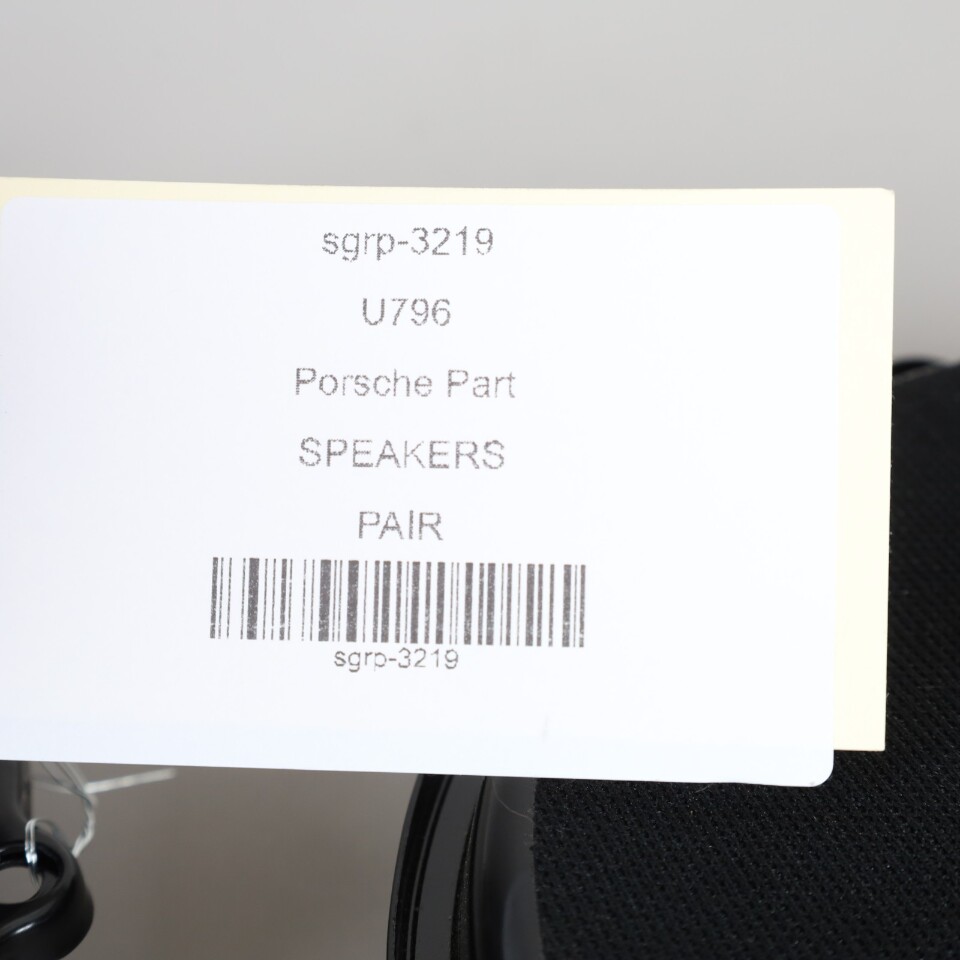 sgrp-3219
U796
Porsche Part
SPEAKERS
PAIR
sgrp-3219